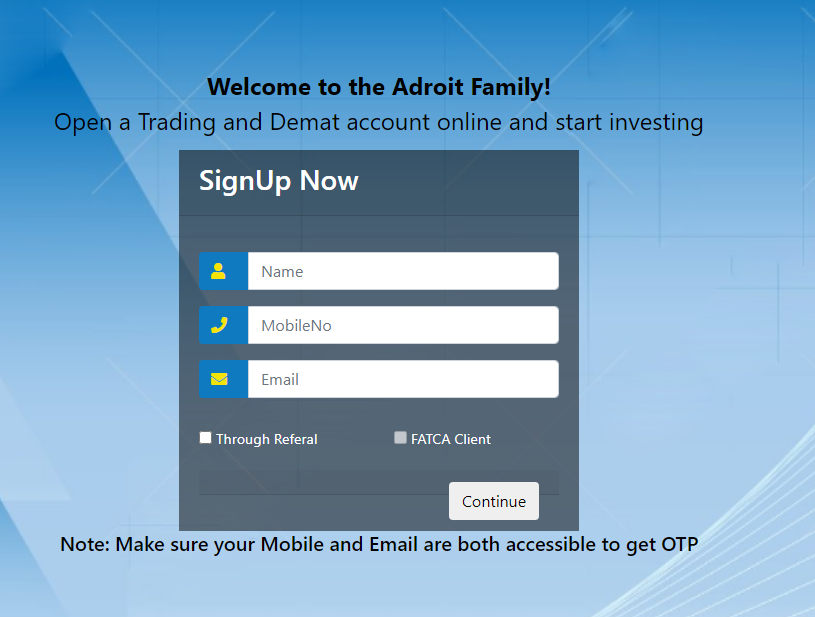 Welcome to the Adroit Family!
Open a Trading and Demat account online and start investing
SignUp Now
Name
MobileNo
Email
Through Referal FATCA Client
Continue
Note: Make sure your Mobile and Email are both accessible to get OTP